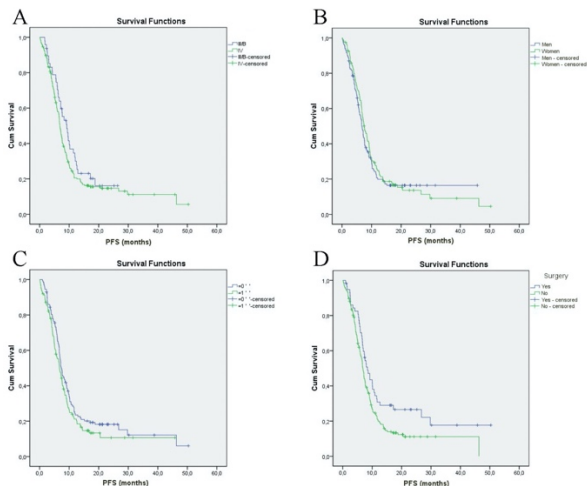 A
Survival Functions
IIIB
IV
IIIB-censored
IV-censored
Cum Survival
1,0
0,8
0,6
0,4
0,2
0,0
0,0 10,0 20,0 30,0 40,0 50,0 60,0
PFS (months)
B
Survival Functions
Men
Women
Men - censored
Women - censored
Cum Survival
1,0
0,8
0,6
0,4
0,2
0,0
0,0 10,0 20,0 30,0 40,0 50,0 60,0
PFS (months)
C
Survival Functions
Cum Survival
1,0
0,8
0,6
0,4
0,2
0,0
0,0 10,0 20,0 30,0 40,0 50,0 60,0
PFS (months)
D
Survival Functions
Surgery
Yes
No
Yes - censored
No - censored
Cum Survival
1,0
0,8
0,6
0,4
0,2
0,0
0,0 10,0 20,0 30,0 40,0 50,0 60,0
PFS (months)